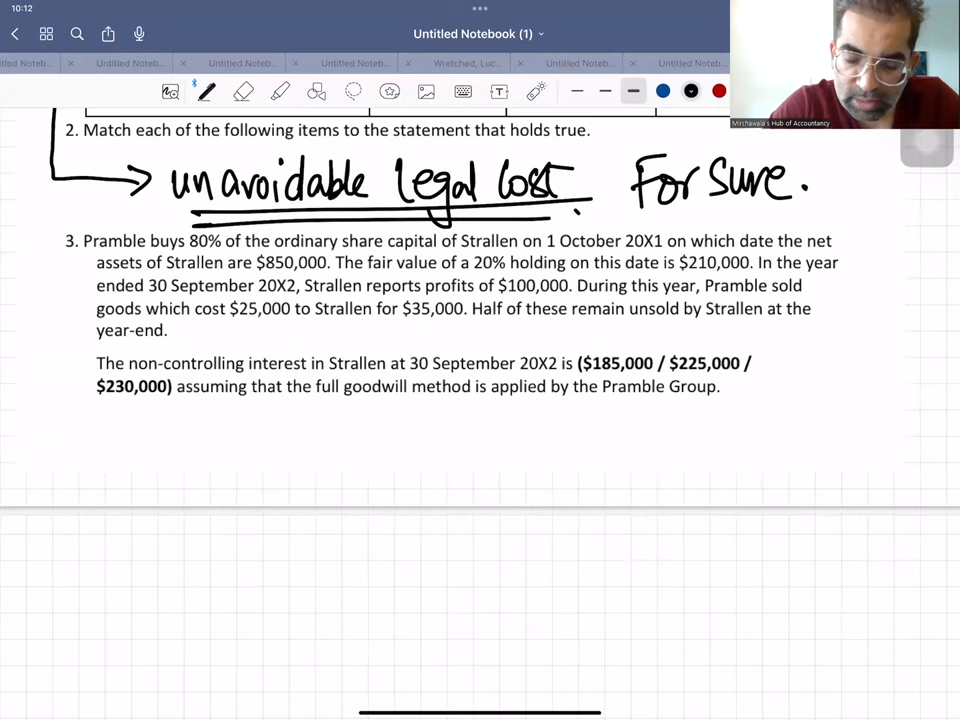 10:12
Untitled Notebook (1)
ntitled Noteb...
Untitled Noteb...
Untitled Noteb...
Untitled Noteb...
Wretched, Luc...
Untitled Noteb...
Untitled Noteb...
Mirchawala's Hub of Accountancy
2. Match each of the following items to the statement that holds true.
unavoidable legal cost. For sure.
3. Pramble buys 80% of the ordinary share capital of Strallen on 1 October 20X1 on which date the net
assets of Strallen are $850,000. The fair value of a 20% holding on this date is $210,000. In the year
ended 30 September 20X2, Strallen reports profits of $100,000. During this year, Pramble sold
goods which cost $25,000 to Strallen for $35,000. Half of these remain unsold by Strallen at the
year-end.
The non-controlling interest in Strallen at 30 September 20X2 is ($185,000 / $225,000 /
$230,000) assuming that the full goodwill method is applied by the Pramble Group.